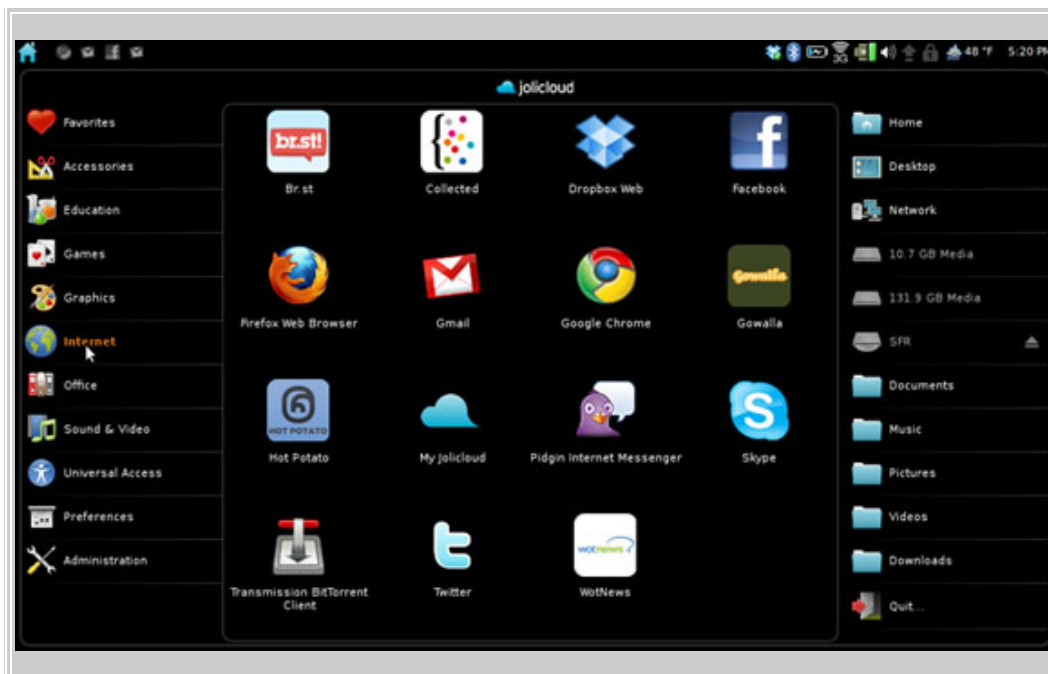 3G
48 °F
5:20 PM
jolicloud
Favorites
Accessories
Education
Games
Graphics
Internet
Office
Sound & Video
Universal Access
Preferences
Administration
br.st!
Br.st
Collected
Dropbox Web
f
Facebook
Firefox Web Browser
Gmail
Google Chrome
Gowalla
Gowalla
HOT POTATO
Hot Potato
My Jolicloud
Pidgin Internet Messenger
S
Skype
Transmission BitTorrent
Client
t
Twitter
wotnews
WotNews
Home
Desktop
Network
10.7 GB Media
131.9 GB Media
SFR
Documents
Music
Pictures
Videos
Downloads
Quit...